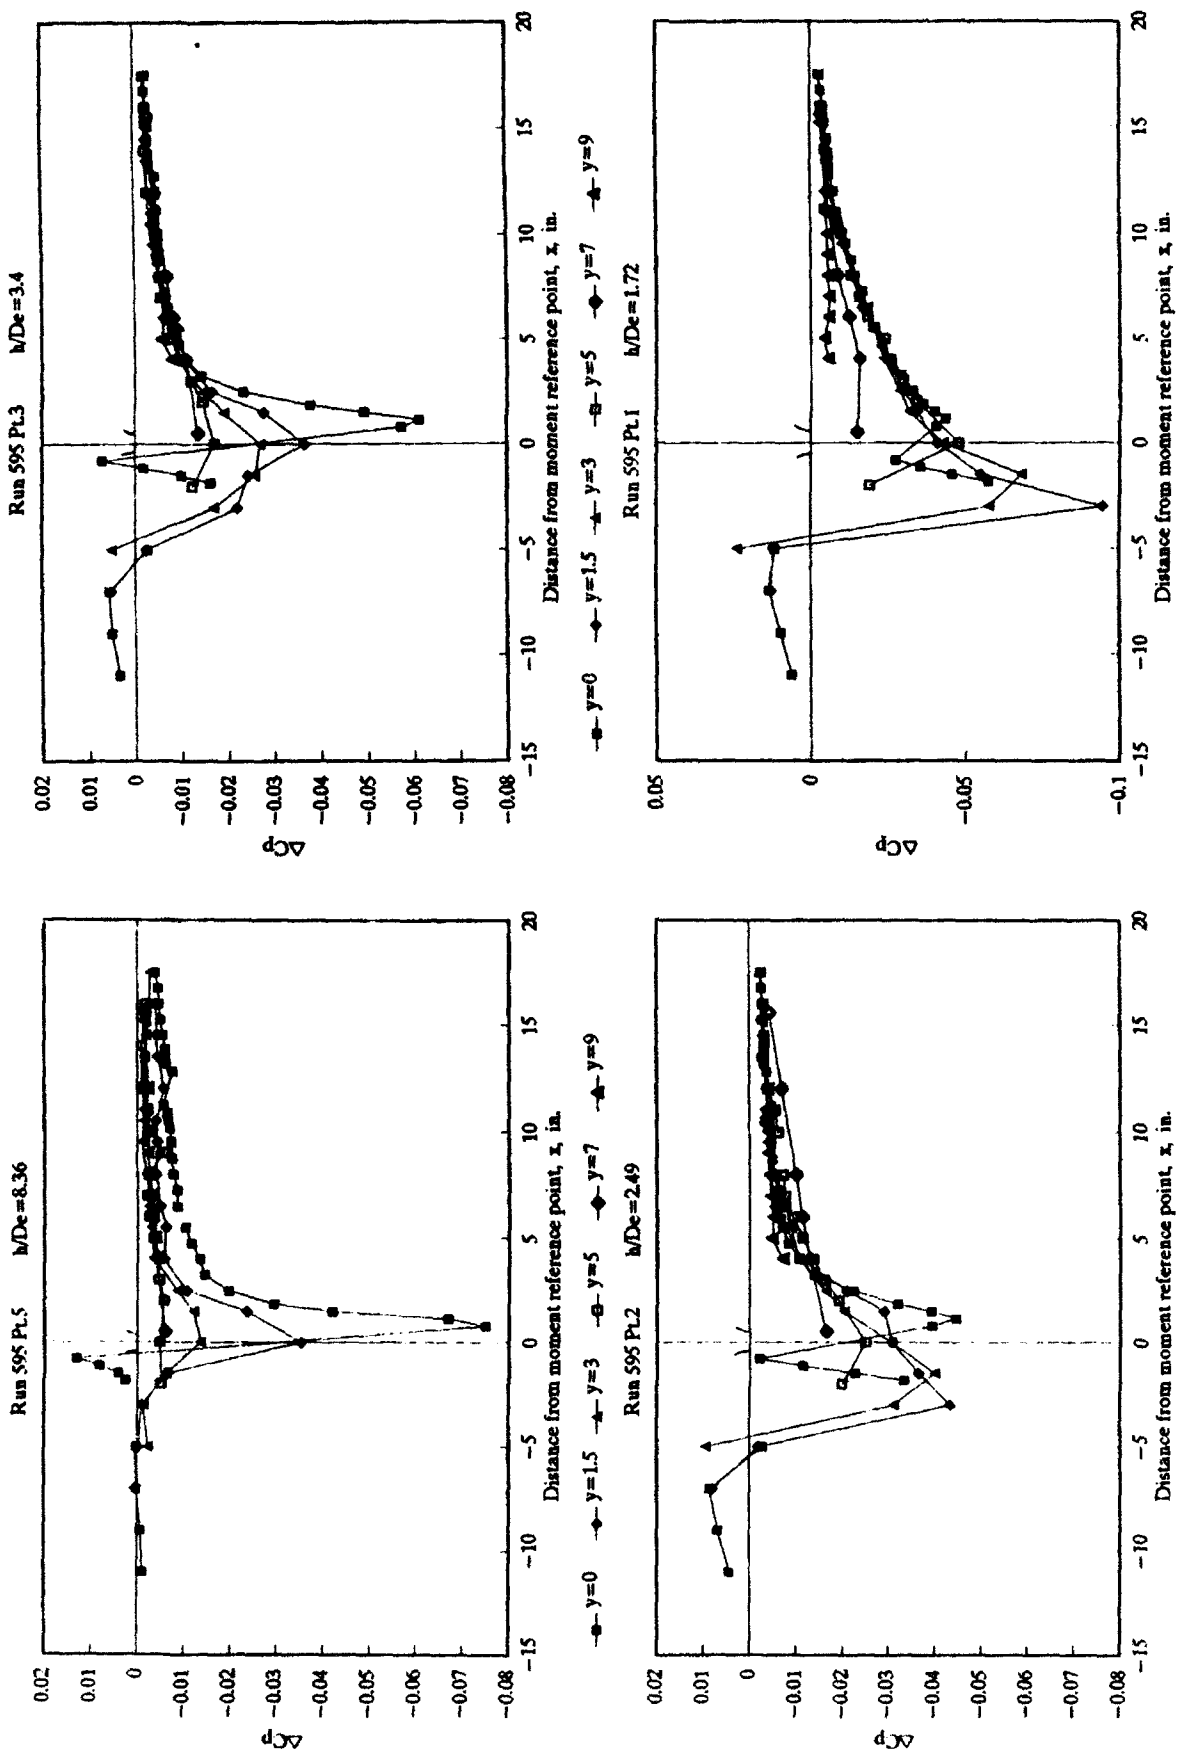 Run 595 Pt.5 h/De=8.36
0.02
0.01
0
−0.01
−0.02
−0.03
−0.04
−0.05
−0.06
−0.07
−0.08
ΔCp
−15 −10 −5 0 5 10 15 20
Distance from moment reference point, x, in.
y=0 y=1.5 y=3 y=5 y=7 y=9
Run 595 Pt.3 h/De=3.4
0.02
0.01
0
−0.01
−0.02
−0.03
−0.04
−0.05
−0.06
−0.07
−0.08
ΔCp
−15 −10 −5 0 5 10 15 20
Distance from moment reference point, x, in.
y=0 y=1.5 y=3 y=5 y=7 y=9
Run 595 Pt.2 h/De=2.49
0.02
0.01
0
−0.01
−0.02
−0.03
−0.04
−0.05
−0.06
−0.07
−0.08
ΔCp
−15 −10 −5 0 5 10 15 20
Distance from moment reference point, x, in.
Run 595 Pt.1 h/De=1.72
0.05
0
−0.05
−0.1
ΔCp
−15 −10 −5 0 5 10 15 20
Distance from moment reference point, x, in.